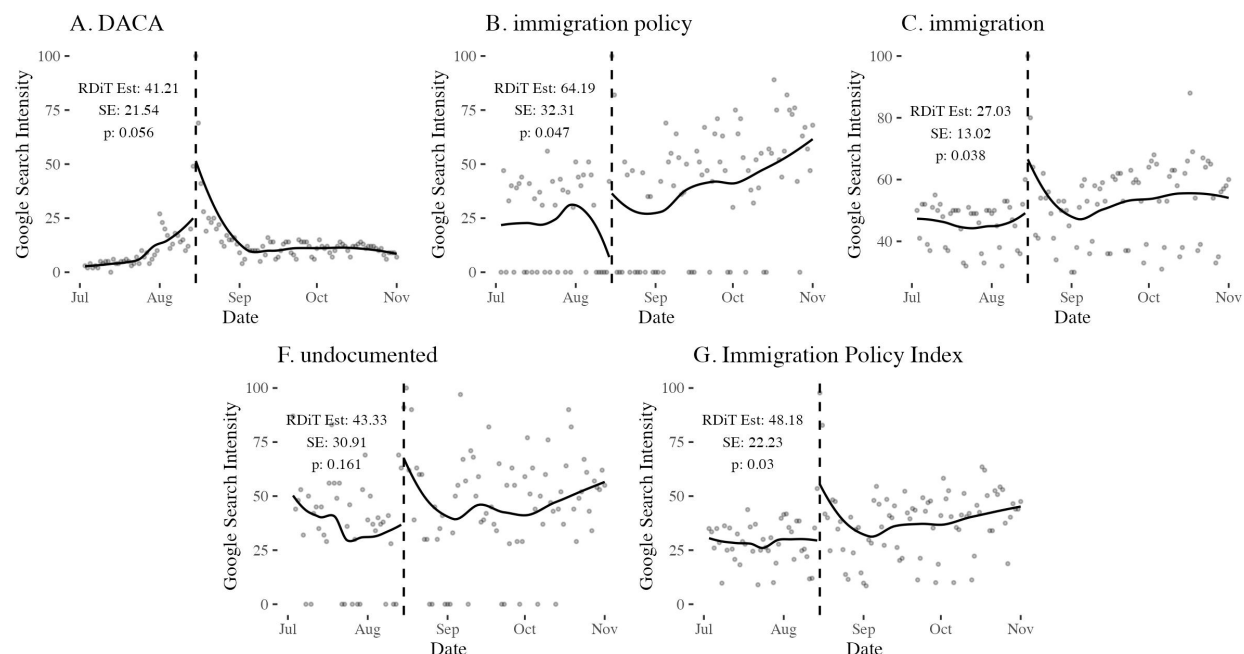 A. DACA
RDiT Est: 41.21
SE: 21.54
p: 0.056
Google Search Intensity
100
75
50
25
0
Jul Aug Sep Oct Nov
Date
B. immigration policy
RDiT Est: 64.19
SE: 32.31
p: 0.047
Google Search Intensity
100
75
50
25
0
Jul Aug Sep Oct Nov
Date
C. immigration
RDiT Est: 27.03
SE: 13.02
p: 0.038
Google Search Intensity
100
80
60
40
Jul Aug Sep Oct Nov
Date
F. undocumented
RDiT Est: 43.33
SE: 30.91
p: 0.161
Google Search Intensity
100
75
50
25
0
Jul Aug Sep Oct Nov
Date
G. Immigration Policy Index
RDiT Est: 48.18
SE: 22.23
p: 0.03
Google Search Intensity
100
75
50
25
0
Jul Aug Sep Oct Nov
Date